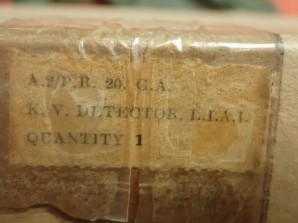 A.2/P.R. 20. C.A.
K. V. DETECTOR. L.I.A.I.
QUANTITY 1